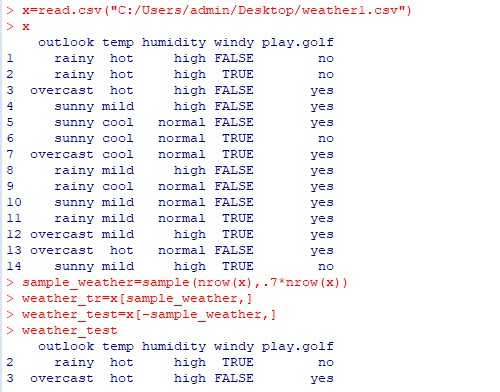 > x=read.csv("C:/Users/admin/Desktop/weather1.csv")
> x
outlook temp humidity windy play.golf
1 rainy hot high FALSE no
2 rainy hot high TRUE no
3 overcast hot high FALSE yes
4 sunny mild high FALSE yes
5 sunny cool normal FALSE yes
6 sunny cool normal TRUE no
7 overcast cool normal TRUE yes
8 rainy mild high FALSE yes
9 rainy cool normal FALSE yes
10 sunny mild normal FALSE yes
11 rainy mild normal TRUE yes
12 overcast mild high TRUE yes
13 overcast hot normal FALSE yes
14 sunny mild high TRUE no
> sample_weather=sample(nrow(x),.7*nrow(x))
> weather_tr=x[sample_weather,]
> weather_test=x[-sample_weather,]
> weather_test
outlook temp humidity windy play.golf
2 rainy hot high TRUE no
3 overcast hot high FALSE yes